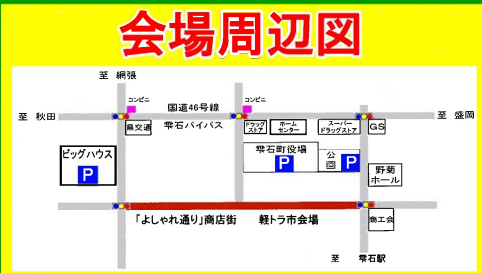 会場周辺図
至 網張
コンビニ
コンビニ
国道46号線
至 秋田
至 盛岡
県交通
雫石バイパス
ドラッグ
ストア
ホーム
センター
スーパー
ドラッグストア
GS
ビッグハウス
P
雫石町役場
P
公園
P
野菊
ホール
「よしゃれ通り」商店街
軽トラ市会場
商工会
至 雫石駅